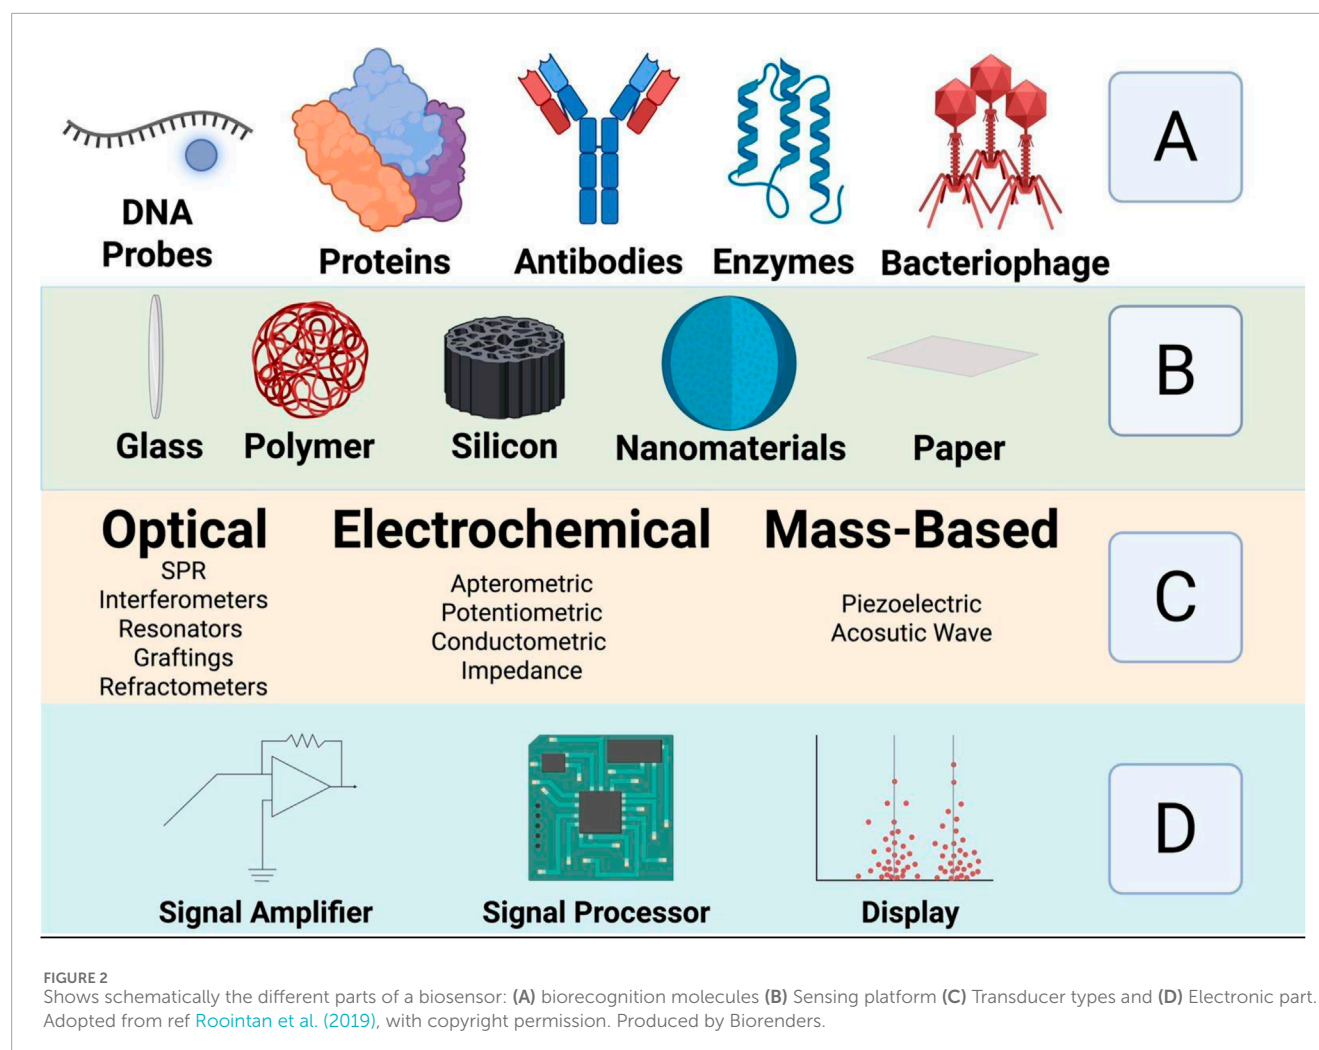 DNA
Probes
Proteins
Antibodies
Enzymes
Bacteriophage
A
Glass
Polymer
Silicon
Nanomaterials
Paper
B
Optical
SPR
Interferometers
Resonators
Graftings
Refractometers
Electrochemical
Apterometric
Potentiometric
Conductometric
Impedance
Mass-Based
Piezoelectric
Acosutic Wave
C
Signal Amplifier
Signal Processor
Display
D
FIGURE 2
Shows schematically the different parts of a biosensor: (A) biorecognition molecules (B) Sensing platform (C) Transducer types and (D) Electronic part.
Adopted from ref Roointan et al. (2019), with copyright permission. Produced by Biorenders.